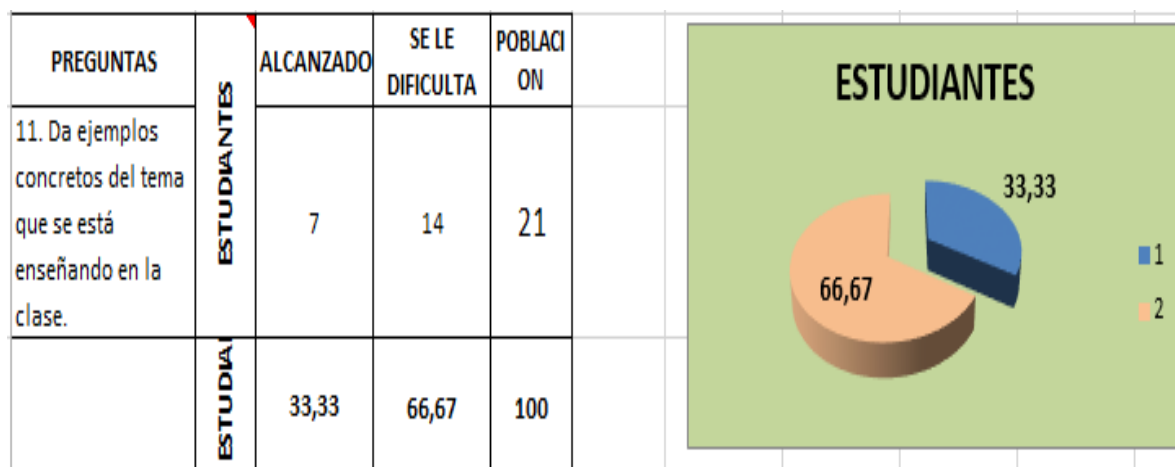 PREGUNTAS
ESTUDIANTES
ALCANZADO
SE LE
DIFICULTA
POBLACI
ON
11. Da ejemplos
concretos del tema
que se está
enseñando en la
clase.
7
14
21
ESTUDIAI
33,33
66,67
100
ESTUDIANTES
33,33
66,67
1
2